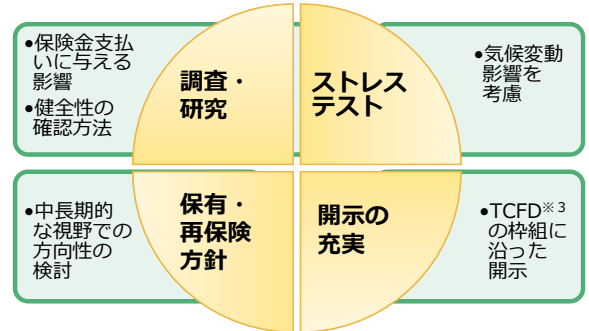 •保険金支払
いに与える
影響
•健全性の
確認方法
調査・
研究
ストレス
テスト
•気候変動
影響を
考慮
•中長期的
な視野での
方向性の
検討
保有・
再保険
方針
開示の
充実
•TCFD※3
の枠組に
沿った
開示